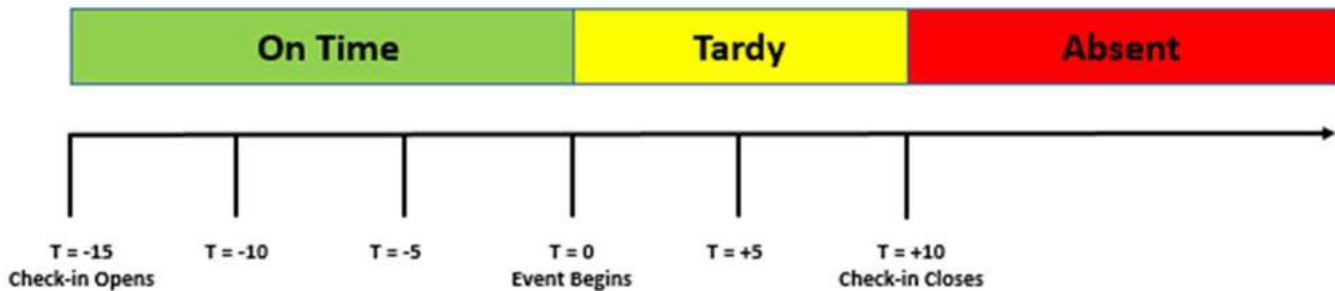 On Time Tardy Absent
T = -15 T = -10 T = -5 T = 0 T = +5 T = +10
Check-in Opens Event Begins Check-in Closes